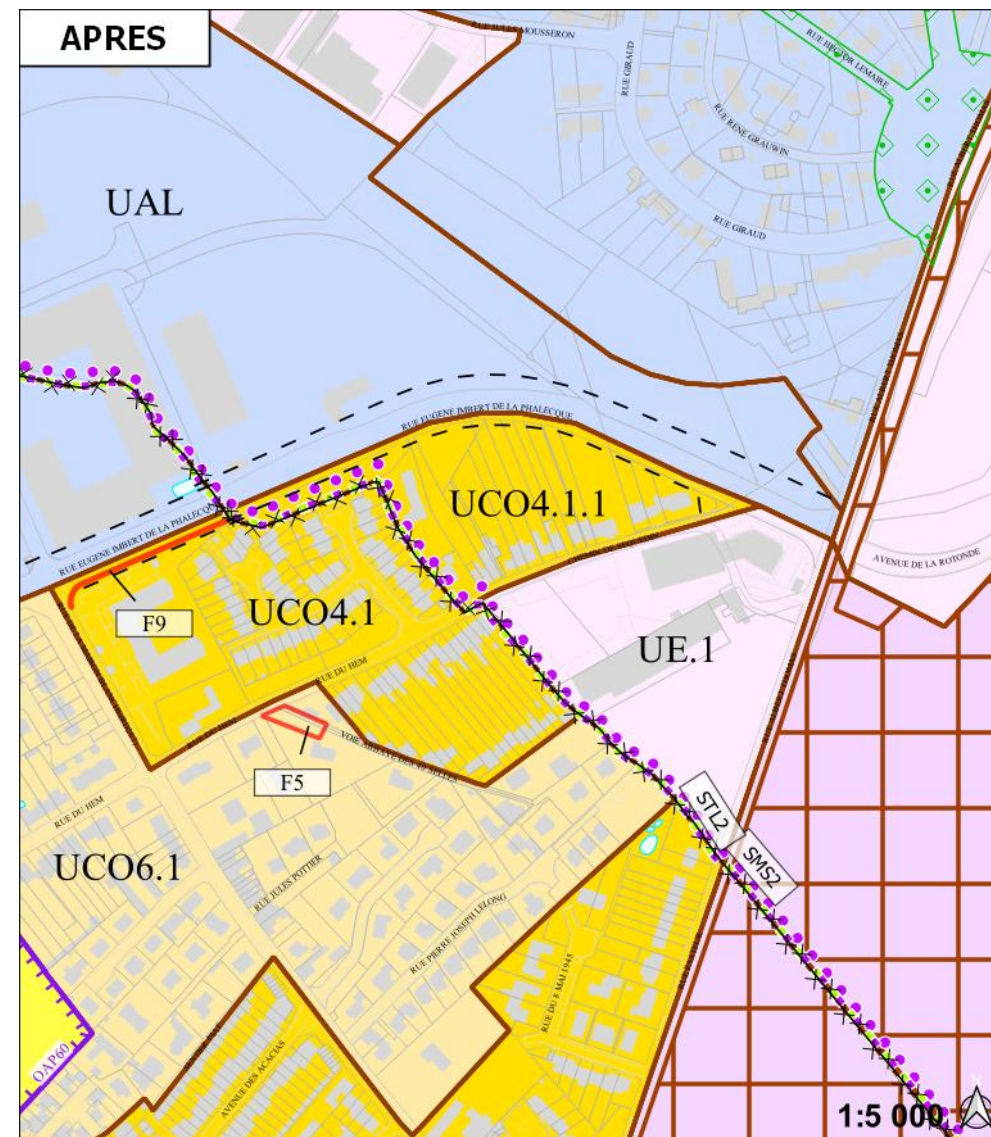 APRES
RUE JULES MOUSSERON
RUE HECTOR LEMAIRE
RUE GIRAUD
RUE RENE GRAUWIN
UAL
RUE GIRAUD
RUE EUGENE IMBERT DE LA PHALECQUE
UCO4.1.1
RUE EUGENE IMBERT DE LA PHALECQUE
AVENUE DE LA ROTONDE
F9
UCO4.1
UE.1
RUE DU HEM
F5
STL2
SMS2
RUE DU HEM
UCO6.1
RUE JULES POTTIER
RUE PIERRE JOSEPH LELONG
RUE DU 8 MAI 1945
OAP60
AVENUE DES ACACIAS
1:5 000
N